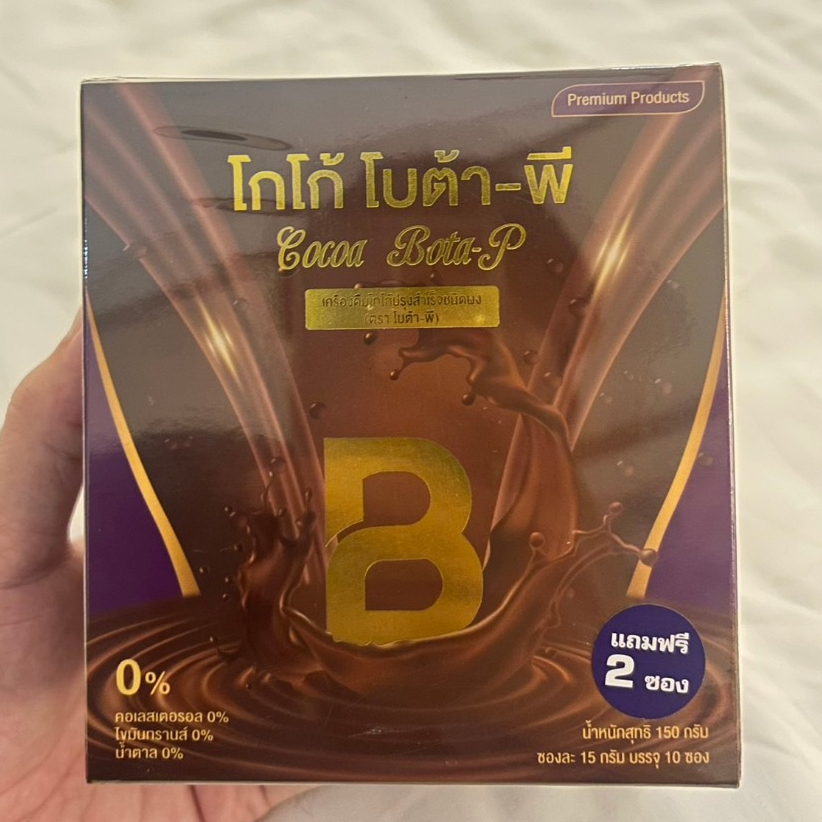 Premium Products
โกโก้ โบต้า-พี
Cocoa Bota-P
เครื่องดื่มโกโก้ปรุงสำเร็จชนิดผง
(ตรา โบต้า-พี)
B
แถมฟรี
2 ซอง
0%
คอเลสเตอรอล 0%
ไขมันทรานส์ 0%
น้ำตาล 0%
น้ำหนักสุทธิ 150 กรัม
ซองละ 15 กรัม บรรจุ 10 ซอง